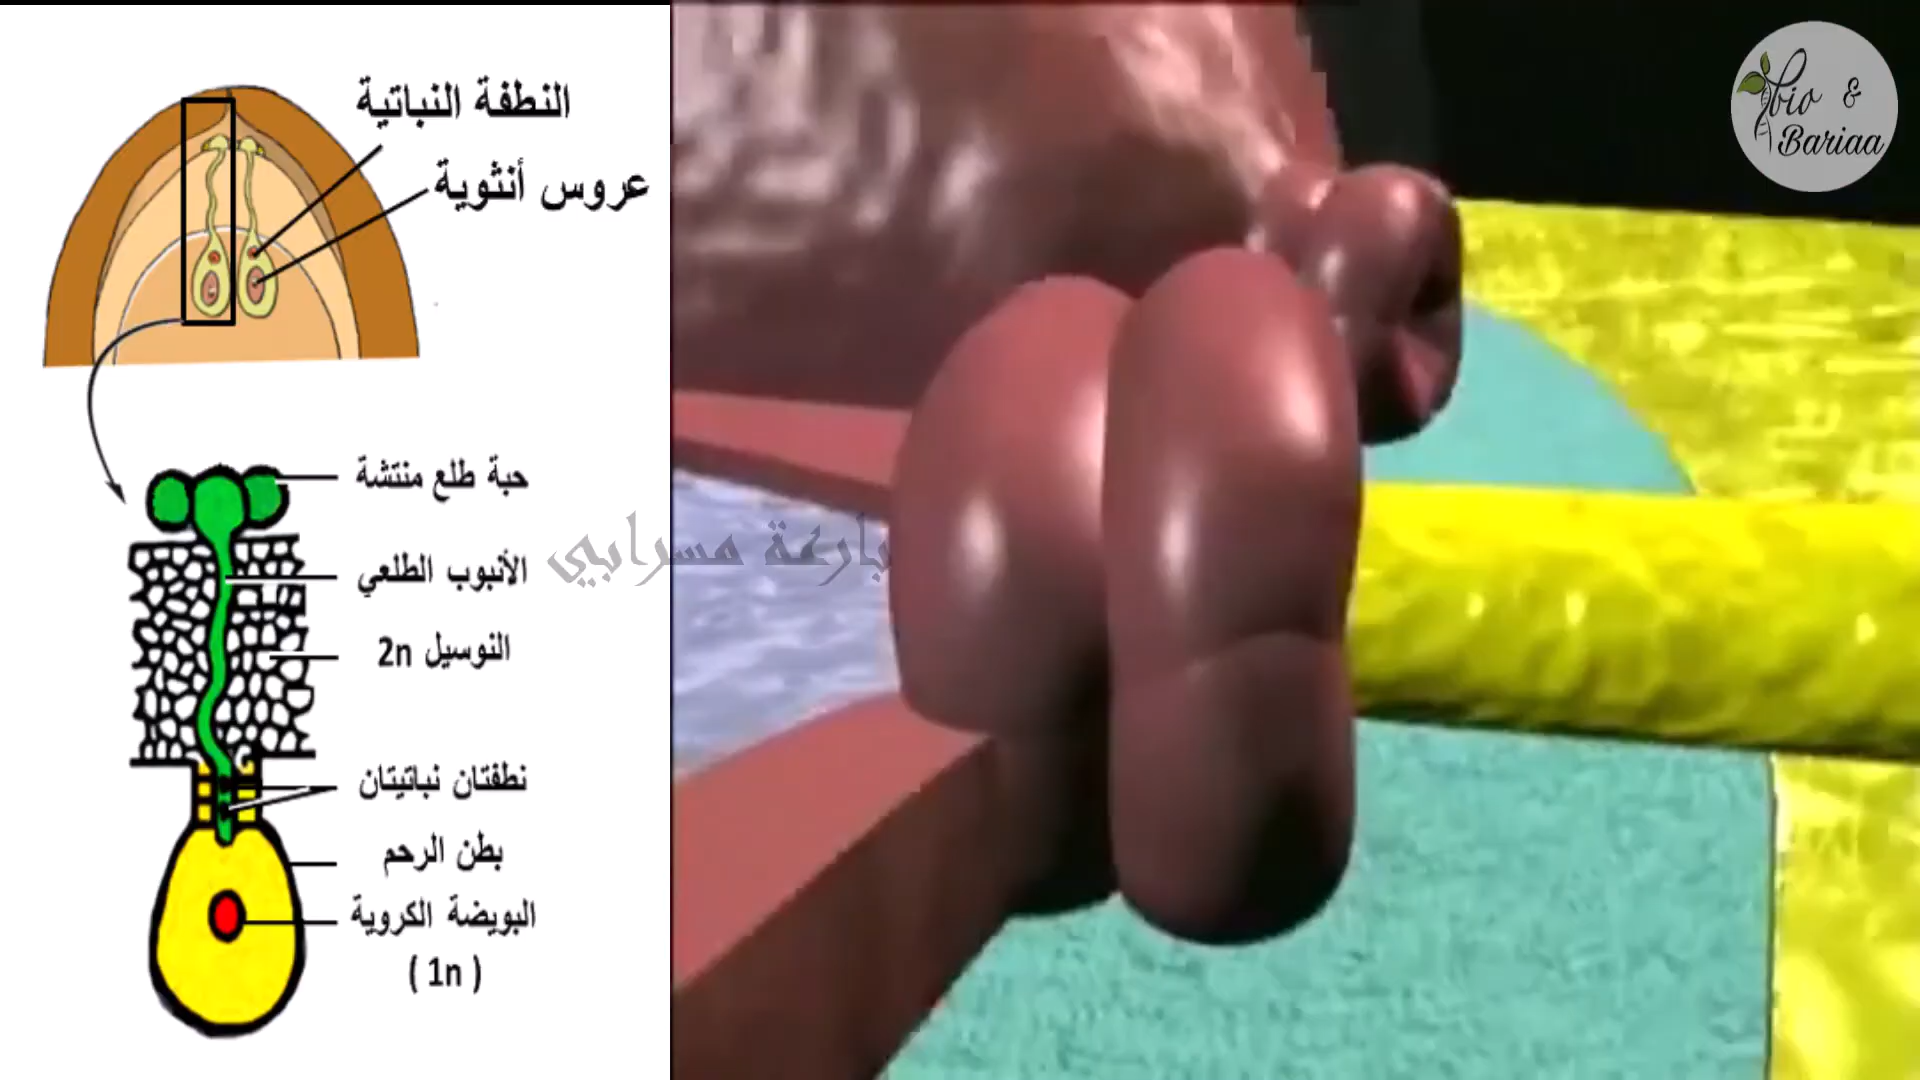 النطفة النباتية
عروس أنثوية
حبة طلع منتشة
الأنبوب الطلعي
النوسيل 2n
نطفتان نباتيتان
بطن الرحم
البويضة الكروية
( 1n )
بارعة مسرابي
bio &
Bariaa